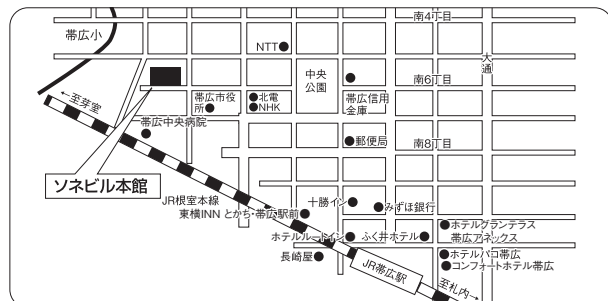 南4丁目
帯広小
大通
NTT
中央
公園
南6丁目
←至芽室
帯広市役
所
北電
NHK
帯広信用
金庫
帯広中央病院
郵便局
南8丁目
ソネビル本館
JR根室本線
十勝イン
みずほ銀行
東横INN とかち・帯広駅前
ホテルグランテラス
帯広アネックス
ホテルルートイン
ふく井ホテル
長崎屋
ホテルパコ帯広
コンフォートホテル帯広
JR帯広駅
至札内→